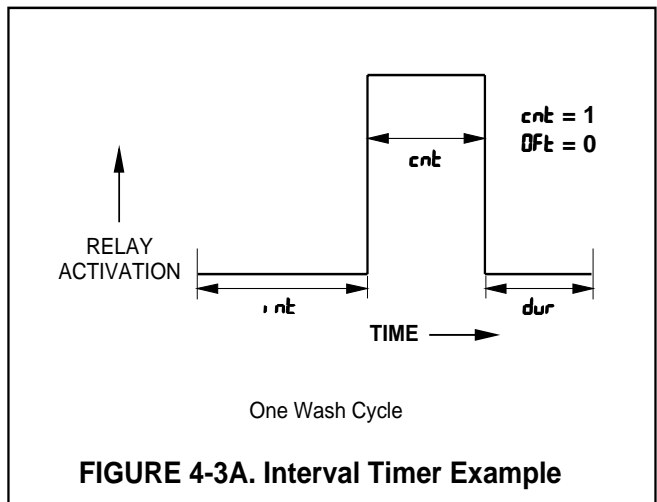 cnt = 1
OFt = 0
cnt
RELAY
ACTIVATION
int
dur
TIME
One Wash Cycle
FIGURE 4-3A. Interval Timer Example